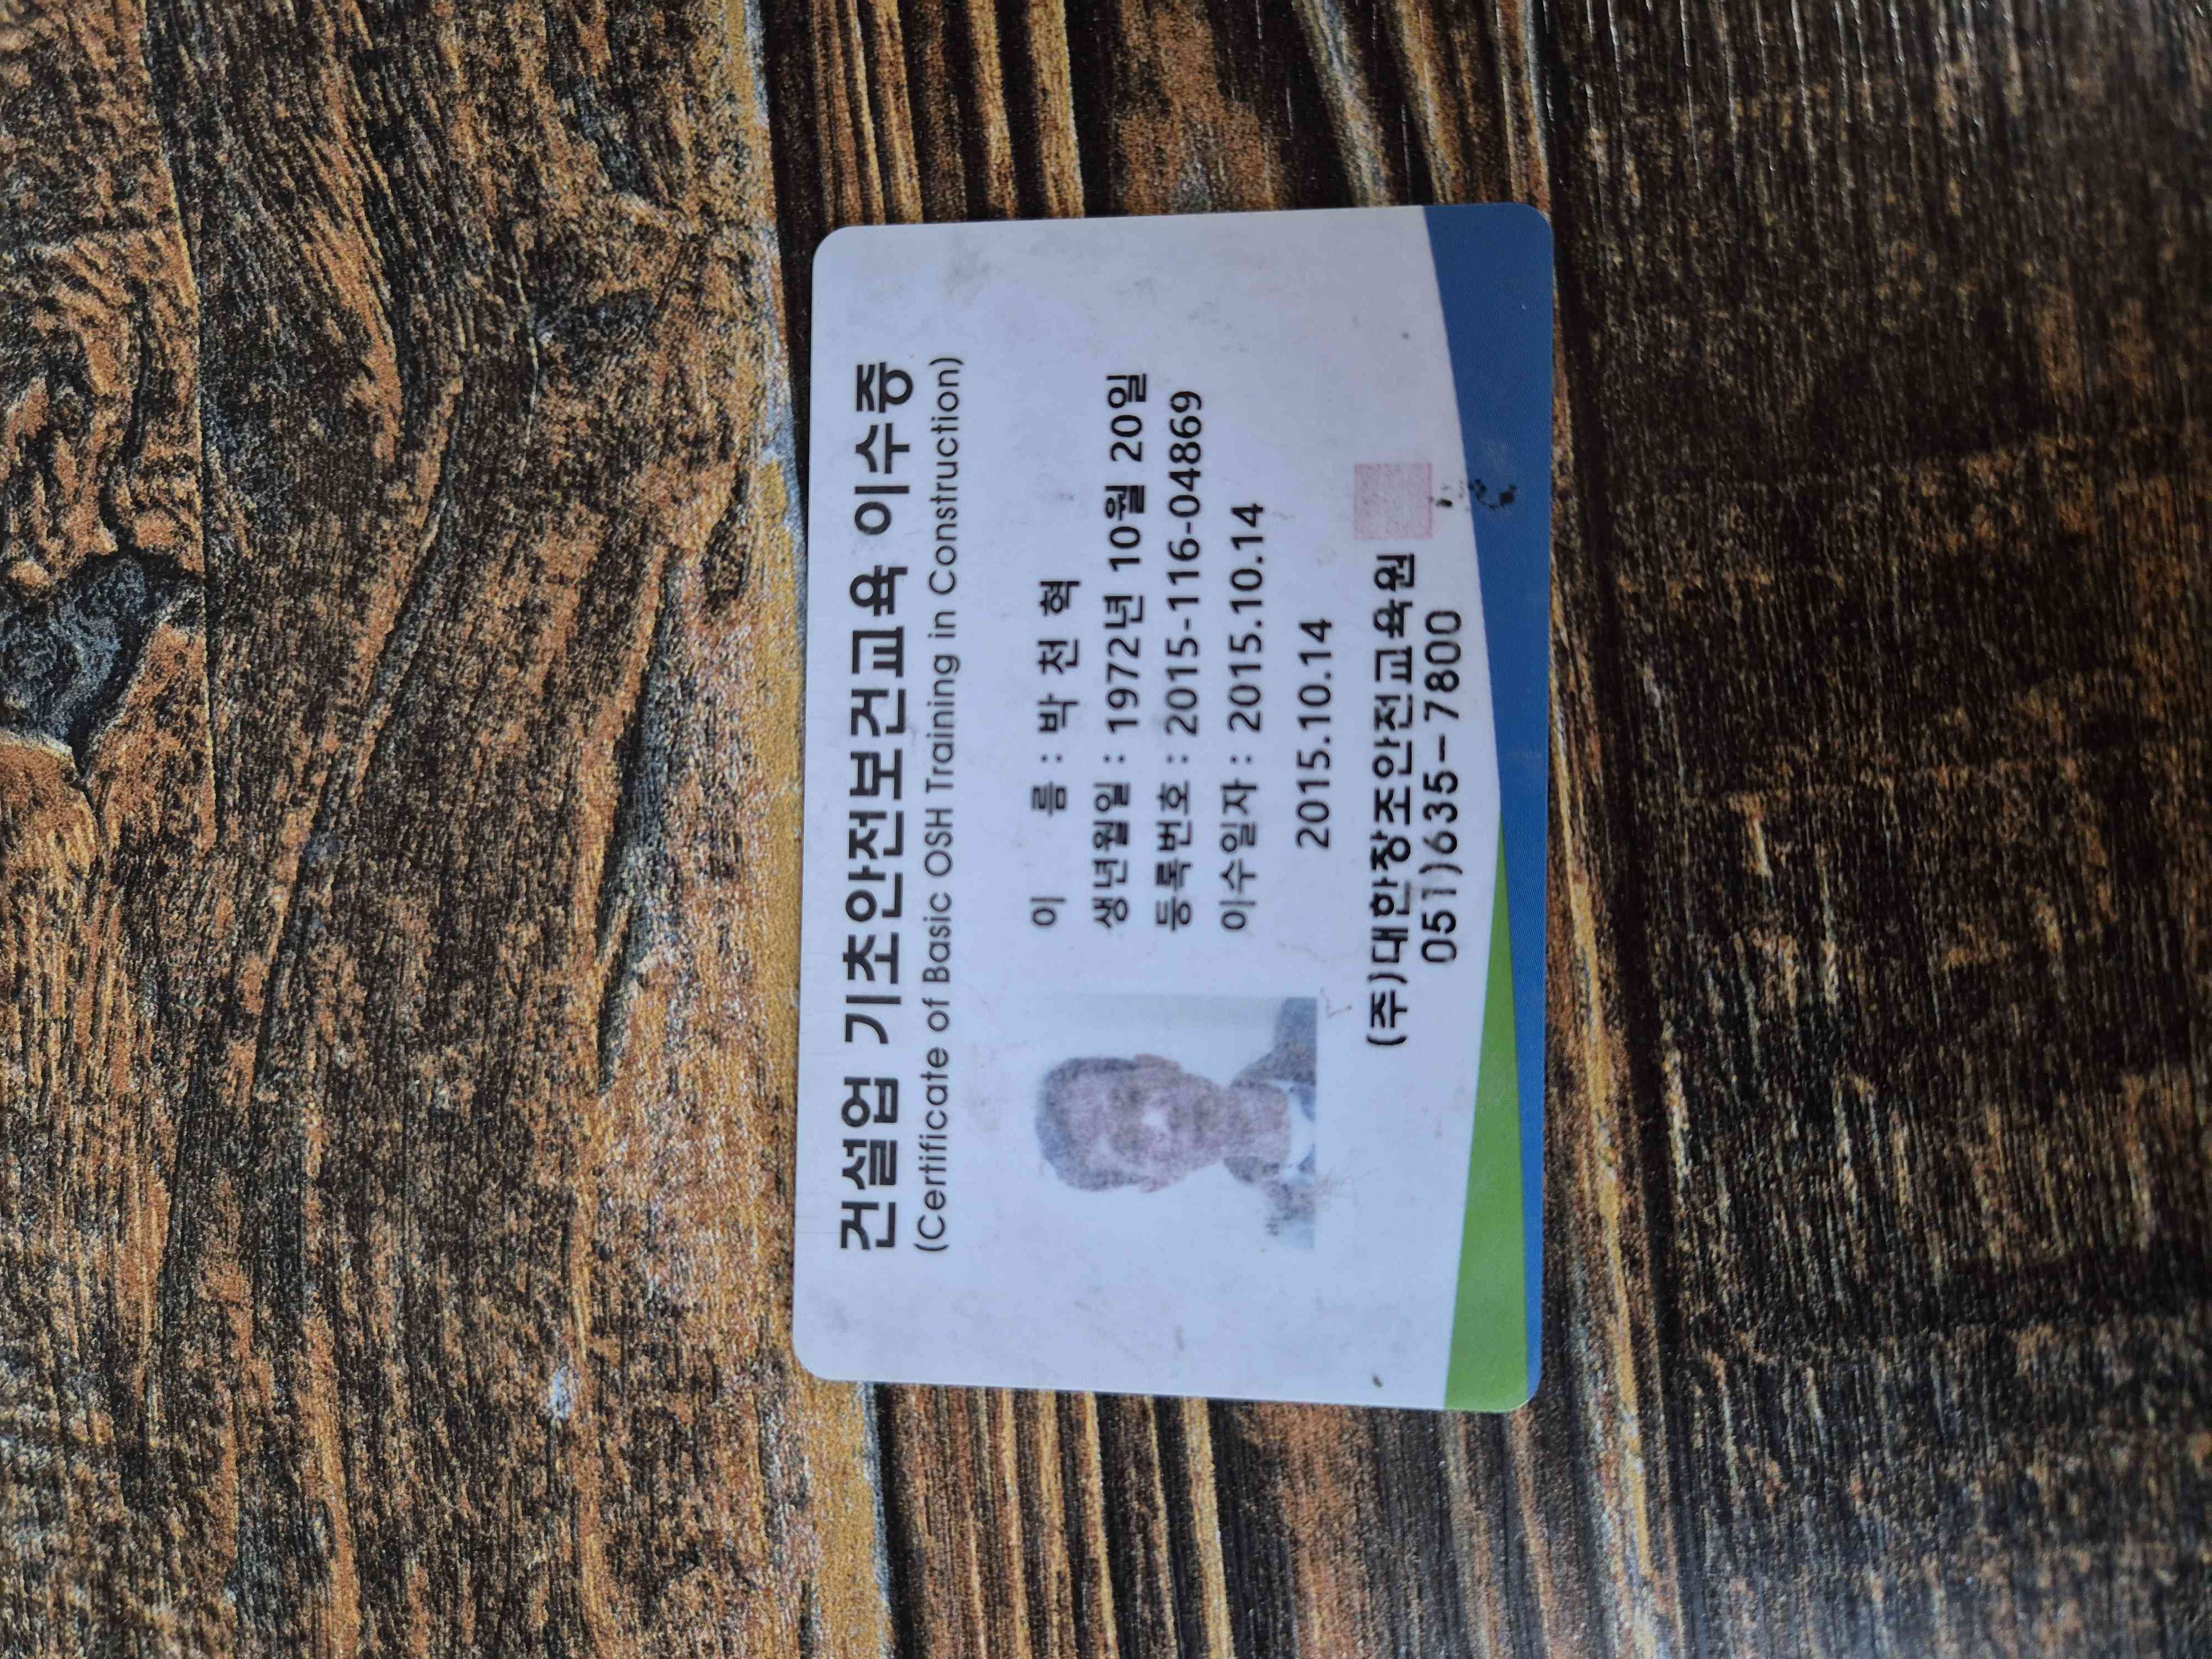 건설업 기초안전보건교육 이수증
(Certificate of Basic OSH Training in Construction)
이 름 : 박 천 혁
생년월일 : 1972년 10월 20일
등록번호 : 2015-116-04869
이수일자 : 2015.10.14
2015.10.14
(주)대한창조안전교육원
051)635-7800